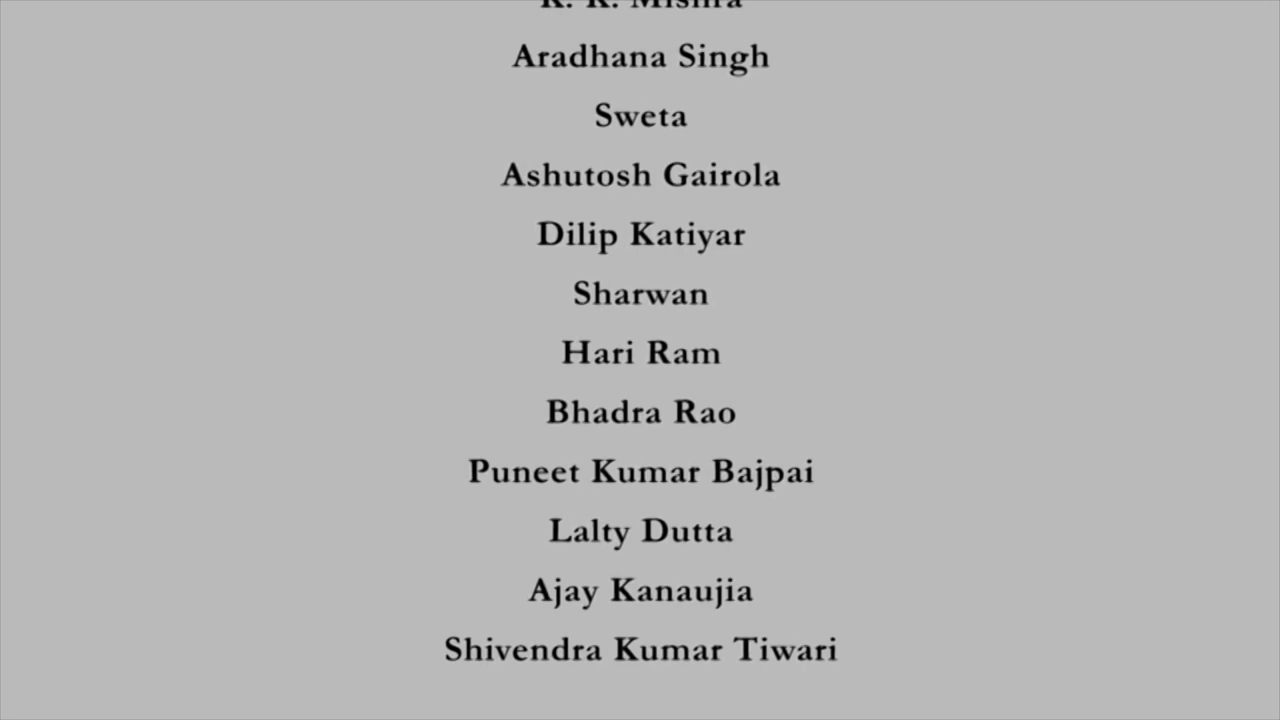 K. K. Mishra
Aradhana Singh
Sweta
Ashutosh Gairola
Dilip Katiyar
Sharwan
Hari Ram
Bhadra Rao
Puneet Kumar Bajpai
Lalty Dutta
Ajay Kanaujia
Shivendra Kumar Tiwari